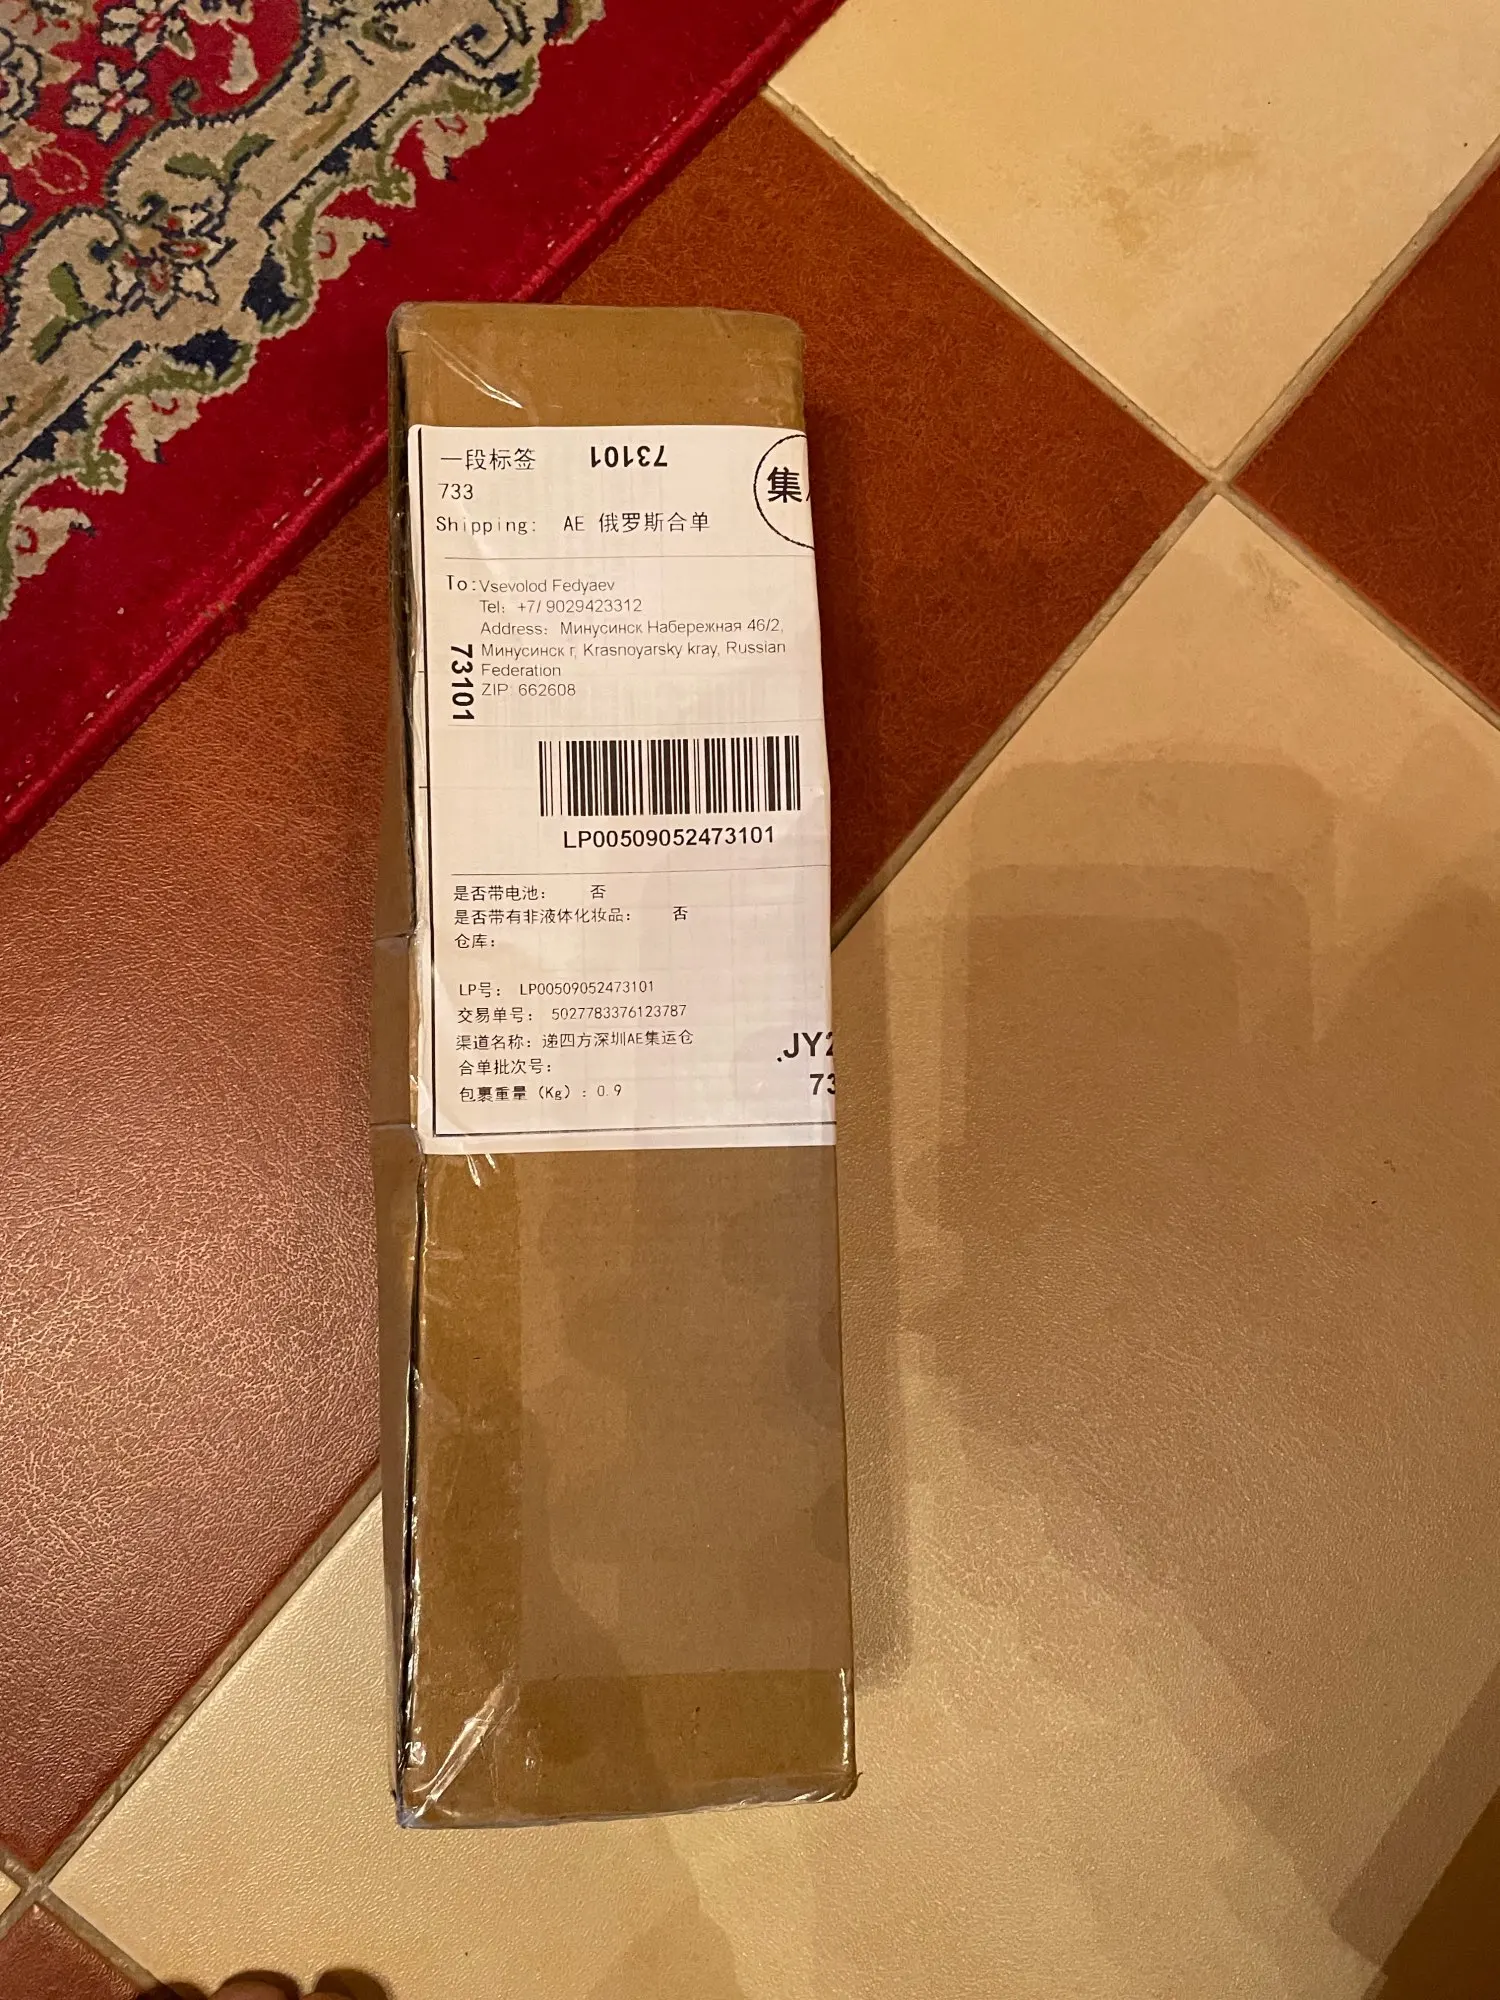 一段标签
73101
集
733
Shipping: AE 俄罗斯合单
To: Vsevolod Fedyaev
Tel: +7/ 9029423312
Address: Минусинск Набережная 46/2,
Минусинск г, Krasnoyarsky kray, Russian
Federation
ZIP: 662608
73101
LP00509052473101
是否带电池: 否
是否带有非液体化妆品: 否
仓库:
LP号: LP00509052473101
交易单号: 5027783376123787
渠道名称: 递四方深圳AE集运仓
合单批次号:
包裹重量 (Kg) : 0.9
JY2
73